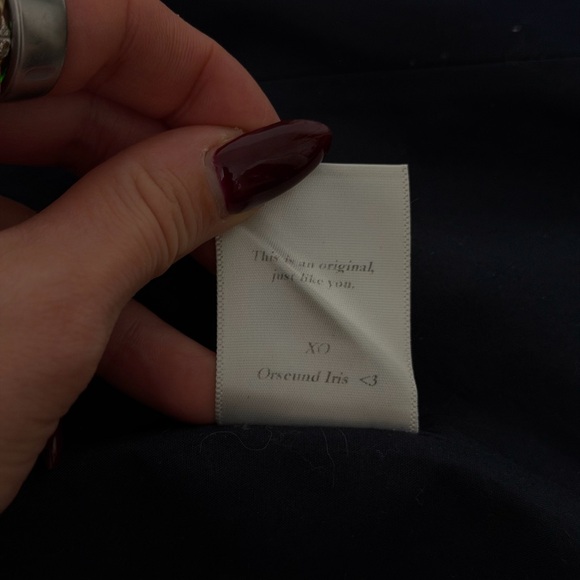 This is an original,
just like you.
XO
Orseund Iris <3